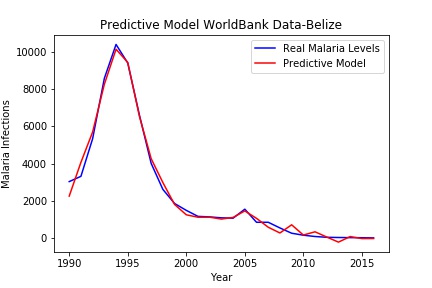 Predictive Model WorldBank Data-Belize
Real Malaria Levels
Predictive Model
Malaria Infections
10000
8000
6000
4000
2000
0
1990
1995
2000
2005
2010
2015
Year